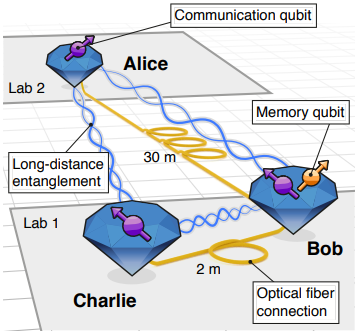 Communication qubit
Alice
Lab 2
Memory qubit
30 m
Long-distance
entanglement
Lab 1
Bob
2 m
Charlie
Optical fiber
connection